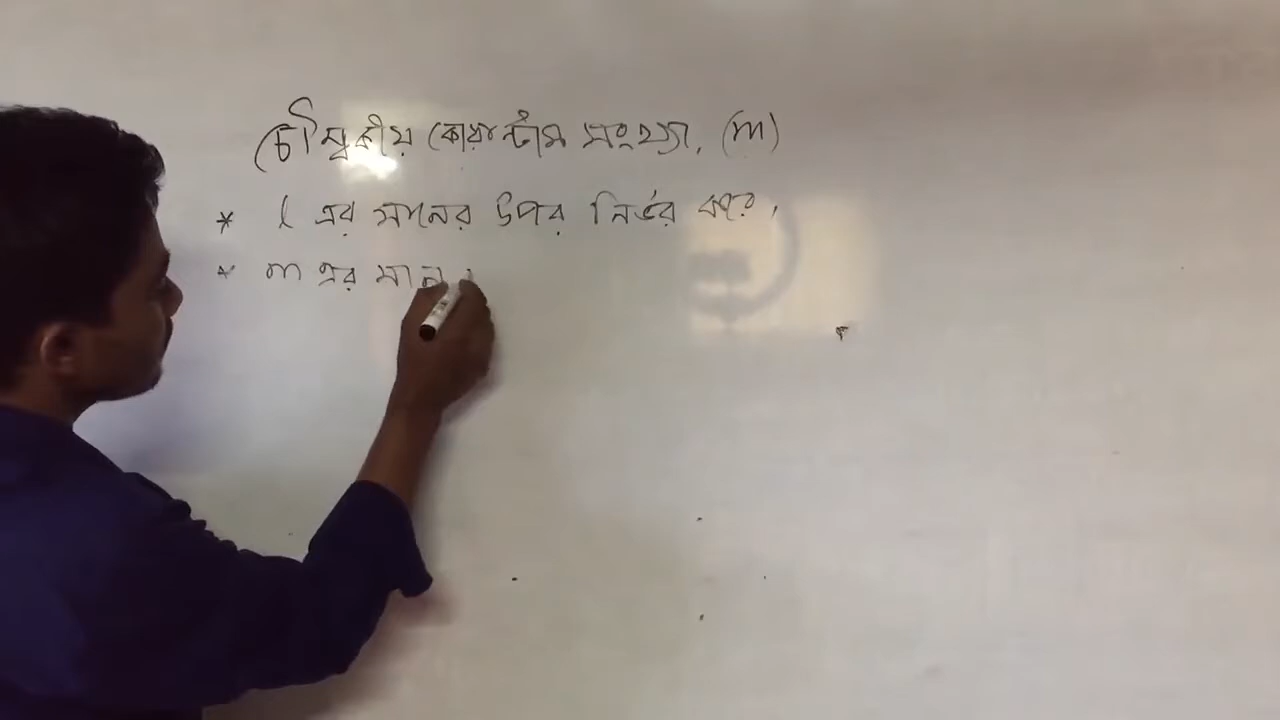 চৌম্বকীয় কোয়ান্টাম সংখ্যা, (m)
* l এর মানের উপর নির্ভর করে,
* m এর মান